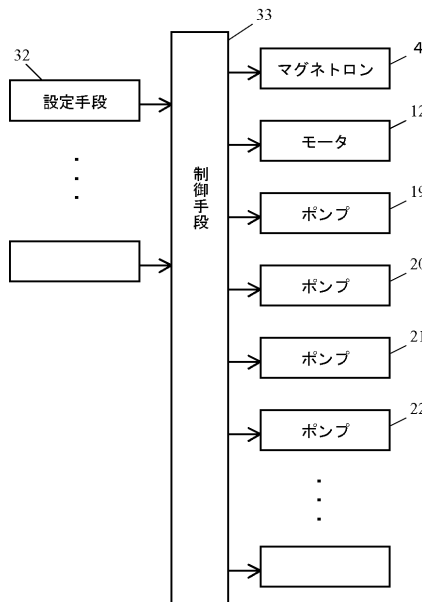 33
32
設定手段
制御手段
マグネトロン
4
モータ
12
ポンプ
19
ポンプ
20
ポンプ
21
ポンプ
22